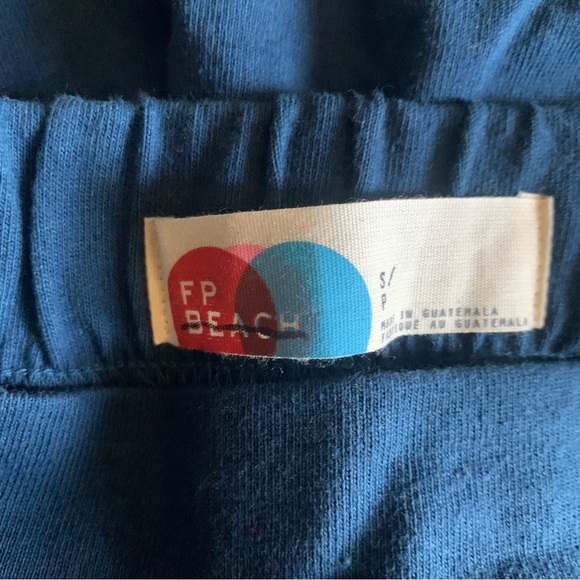 FP
BEACH
S/
P
MADE IN GUATEMALA
FABRIQUÉ AU GUATEMALA